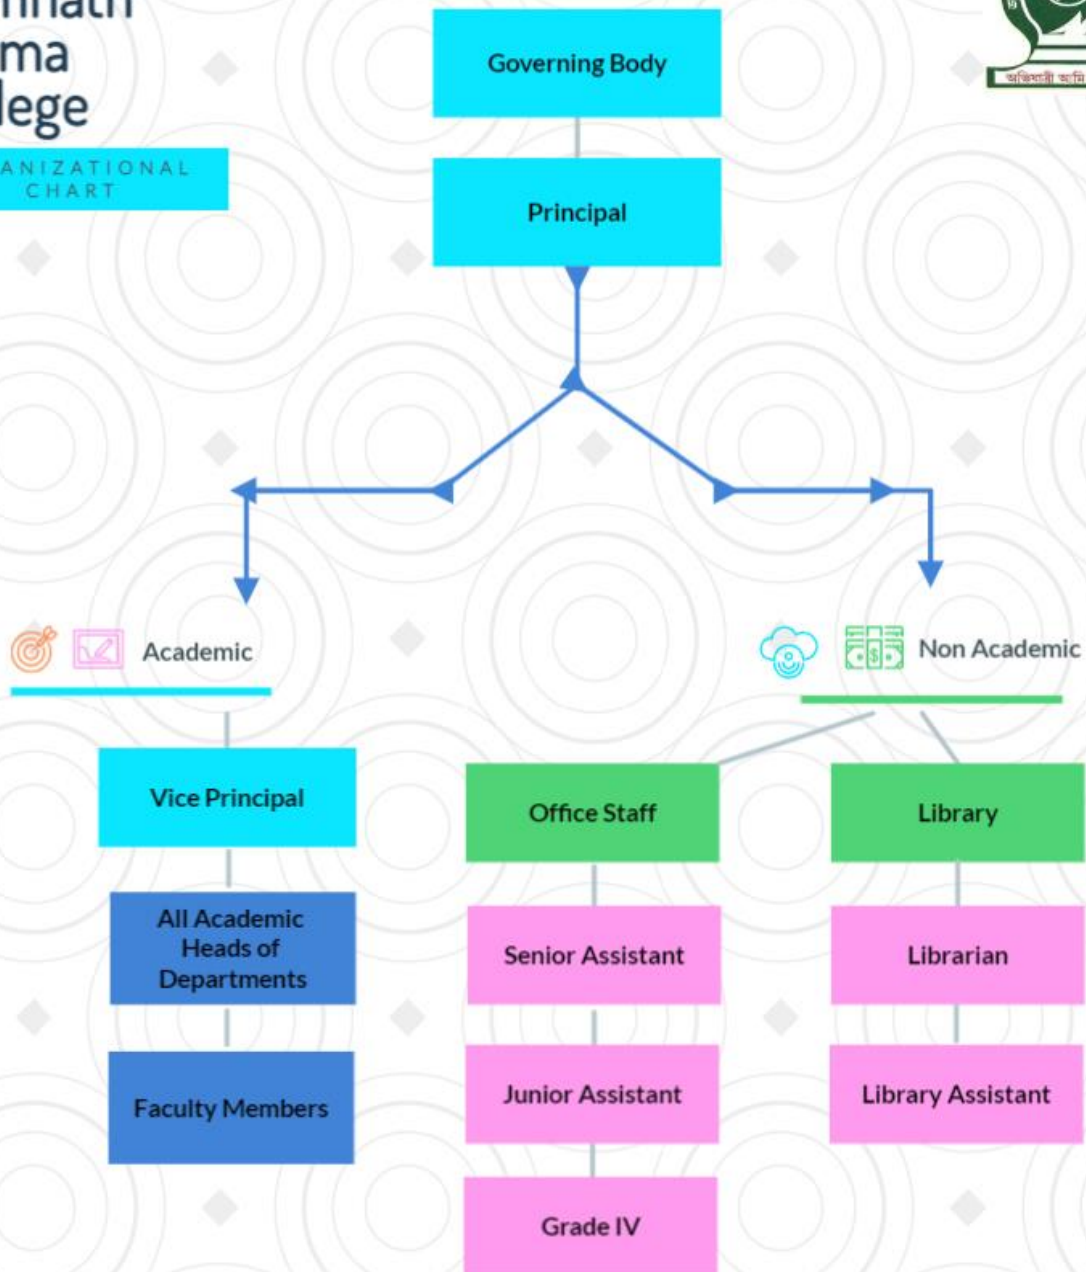 ma
lege
ANIZATIONAL
CHART
Governing Body
Principal
Academic
Non Academic
Vice Principal
All Academic
Heads of
Departments
Faculty Members
Office Staff
Senior Assistant
Junior Assistant
Grade IV
Library
Librarian
Library Assistant